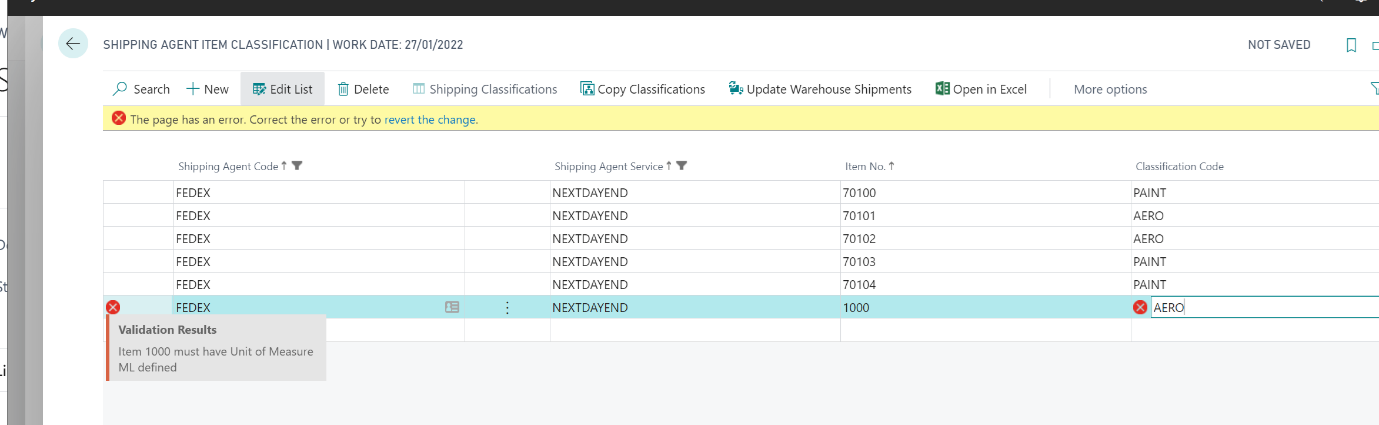 SHIPPING AGENT ITEM CLASSIFICATION | WORK DATE: 27/01/2022
NOT SAVED
Search New Edit List Delete Shipping Classifications Copy Classifications Update Warehouse Shipments Open in Excel More options
The page has an error. Correct the error or try to revert the change.
Shipping Agent Code ↑ Shipping Agent Service ↑ Item No. ↑ Classification Code
FEDEX NEXTDAYEND 70100 PAINT
FEDEX NEXTDAYEND 70101 AERO
FEDEX NEXTDAYEND 70102 AERO
FEDEX NEXTDAYEND 70103 PAINT
FEDEX NEXTDAYEND 70104 PAINT
FEDEX NEXTDAYEND 1000 AERO
Validation Results
Item 1000 must have Unit of Measure
ML defined